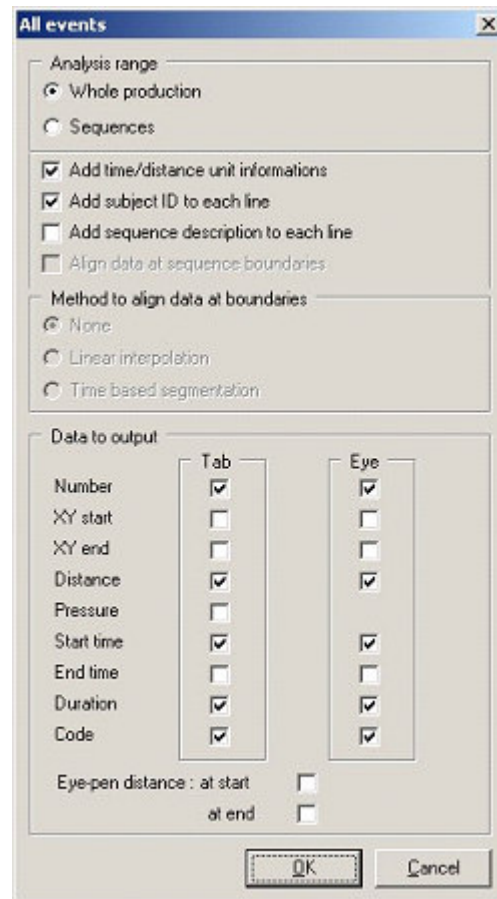 All events
Analysis range
Whole production
Sequences
Add time/distance unit informations
Add subject ID to each line
Add sequence description to each line
Align data at sequence boundaries
Method to align data at boundaries
None
Linear interpolation
Time based segmentation
Data to output
Tab Eye
Number
XY start
XY end
Distance
Pressure
Start time
End time
Duration
Code
Eye-pen distance : at start
at end
OK Cancel